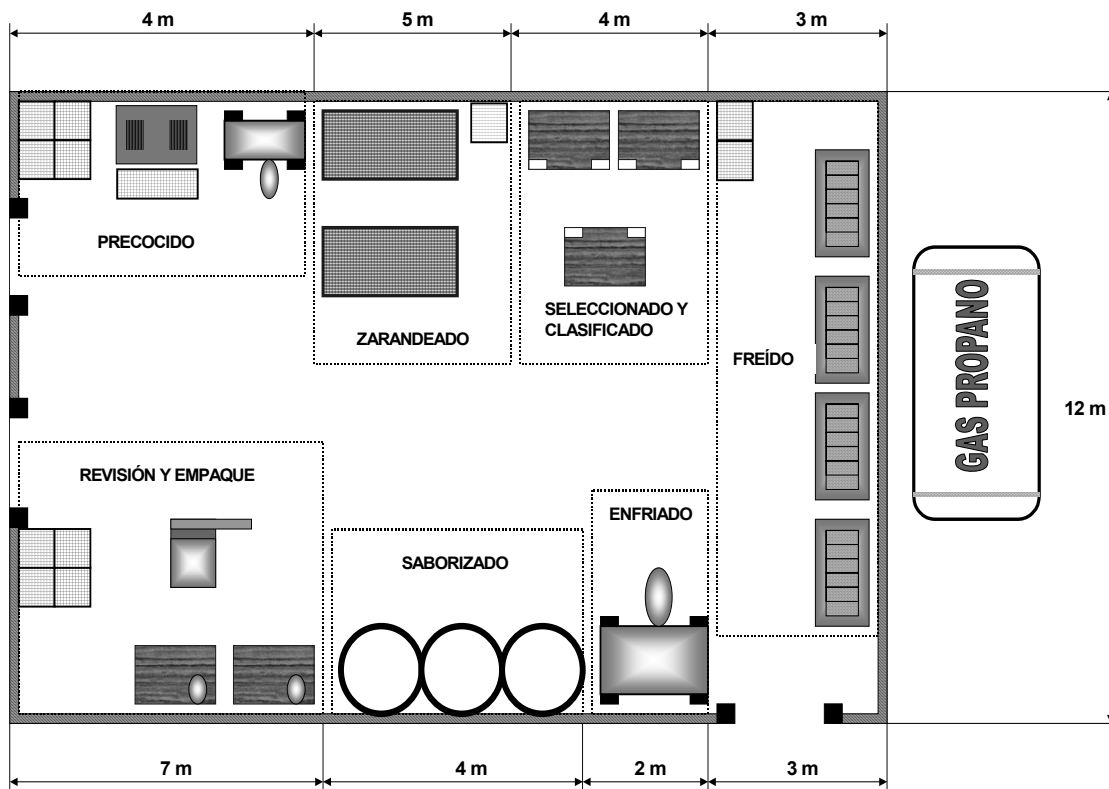 4 m
5 m
4 m
3 m
PRECOCIDO
ZARANDEADO
SELECCIONADO Y
CLASIFICADO
FREÍDO
GAS PROPANO
12 m
REVISIÓN Y EMPAQUE
SABORIZADO
ENFRIADO
7 m
4 m
2 m
3 m